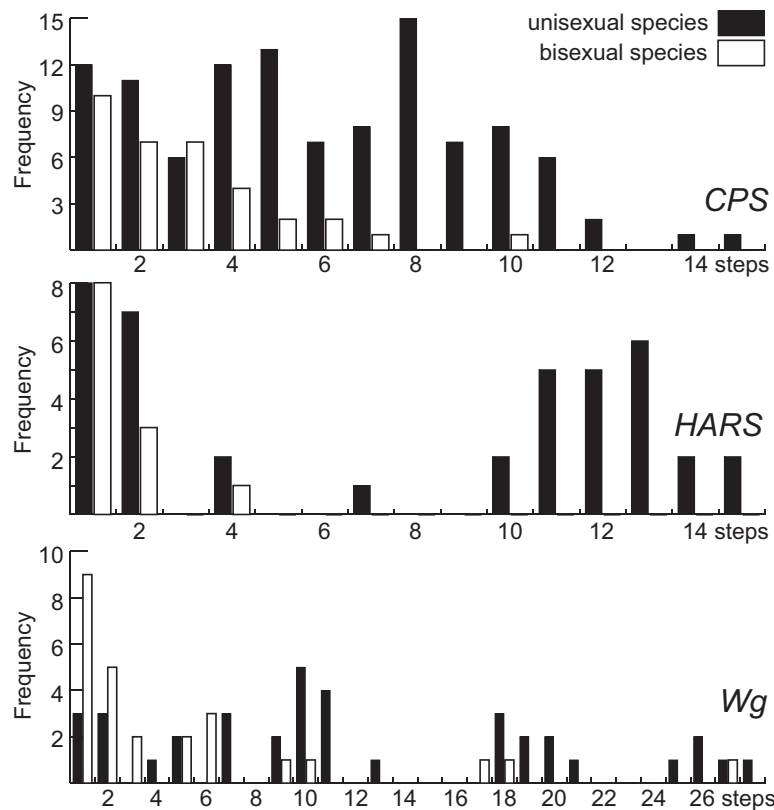 unisexual species
bisexual species
Frequency
15
12
9
6
3
CPS
2 4 6 8 10 12 14 steps
Frequency
8
6
4
2
HARS
2 4 6 8 10 12 14 steps
Frequency
10
8
6
4
2
Wg
2 4 6 8 10 12 14 16 18 20 22 24 26 steps